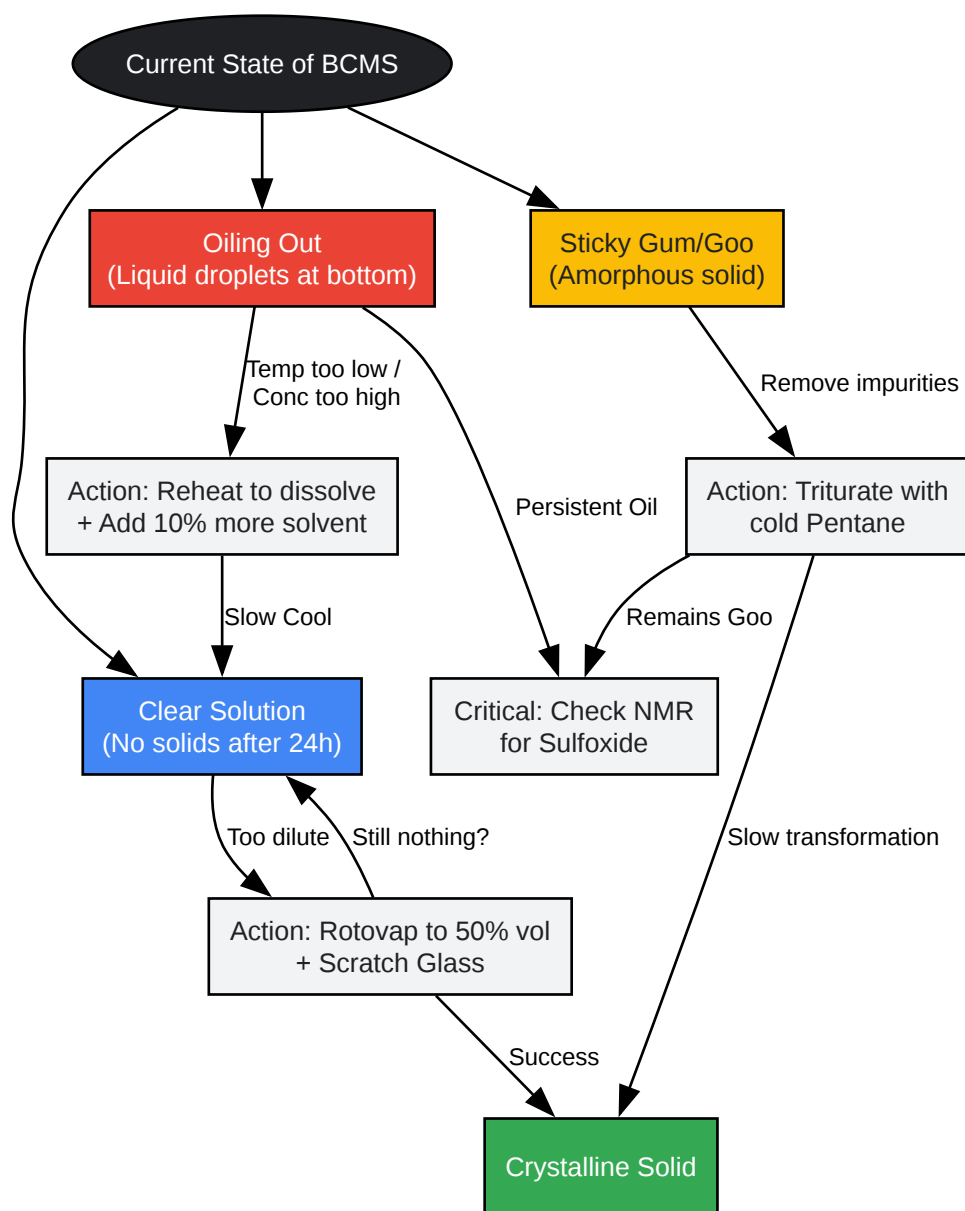 Current State of BCMS
Oiling Out
(Liquid droplets at bottom)
Sticky Gum/Goo
(Amorphous solid)
Temp too low /
Conc too high
Remove impurities
Action: Reheat to dissolve
+ Add 10% more solvent
Persistent Oil
Action: Triturate with
cold Pentane
Slow Cool
Remains Goo
Clear Solution
(No solids after 24h)
Critical: Check NMR
for Sulfoxide
Too dilute
Still nothing?
Slow transformation
Action: Rotovap to 50% vol
+ Scratch Glass
Success
Crystalline Solid